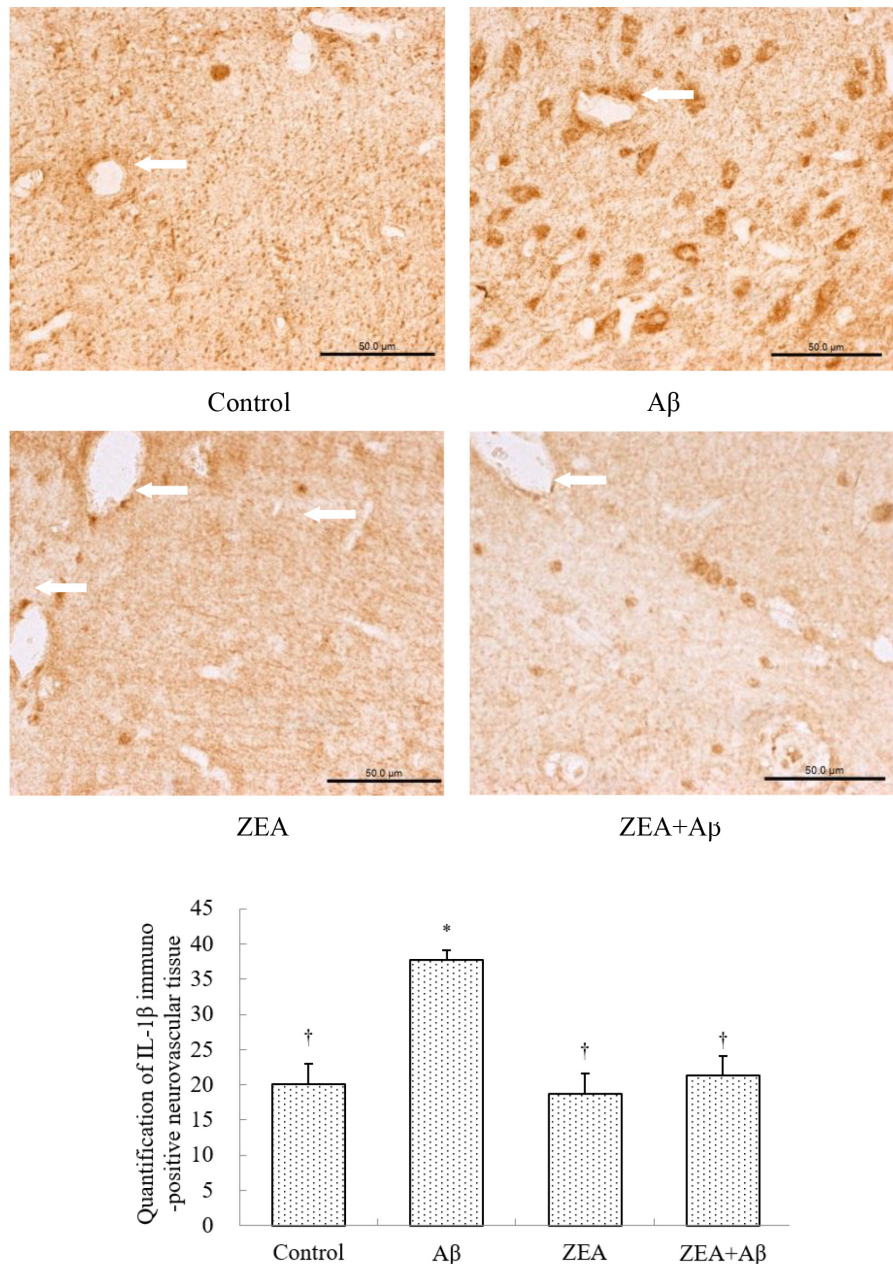 50.0 µm
50.0 µm
Control
Aβ
50.0 µm
50.0 µm
ZEA
ZEA+Aβ
Quantification of IL-1β immuno
-positive neurovascular tissue
45
40
35
30
25
20
15
10
5
0
†
*
†
†
Control
Aβ
ZEA
ZEA+Aβ